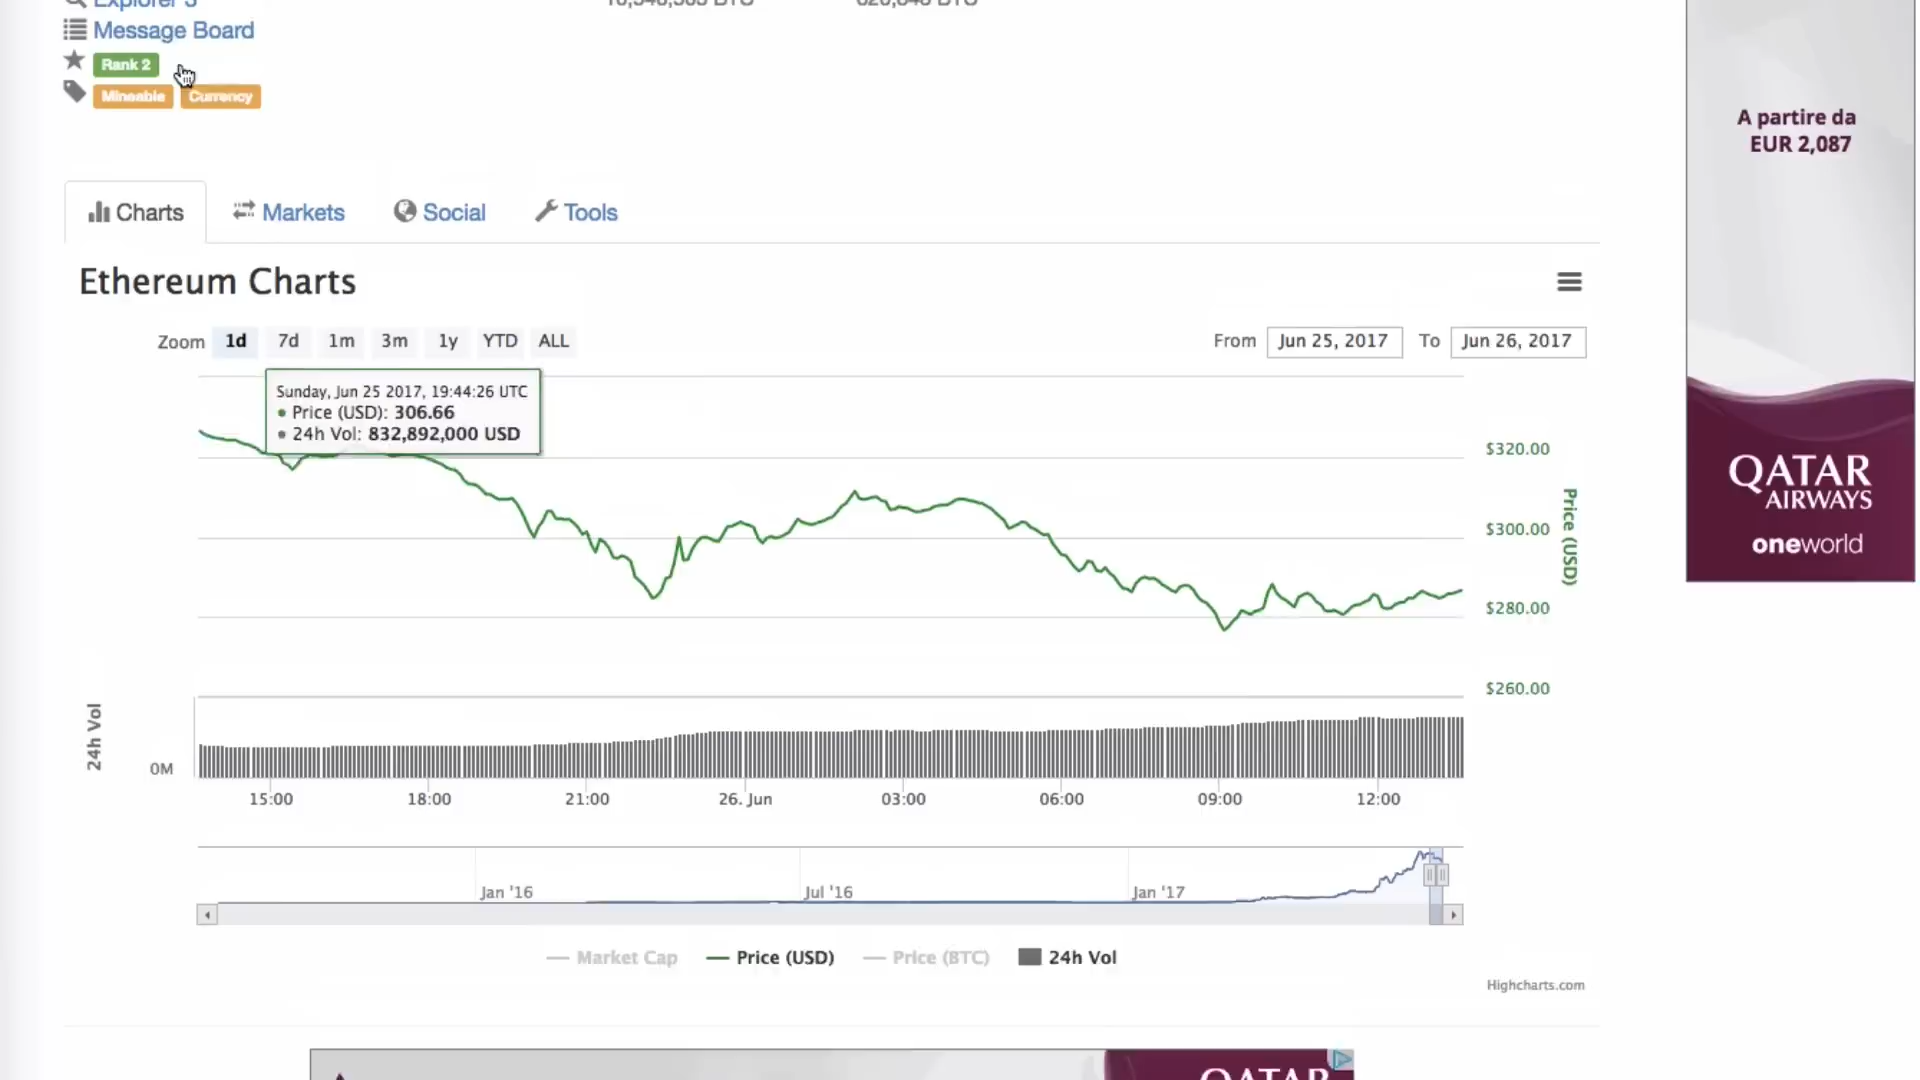 Explorer 3
Message Board
Rank 2
Mineable Currency
Charts Markets Social Tools
Ethereum Charts
Zoom 1d 7d 1m 3m 1y YTD ALL
From Jun 25, 2017 To Jun 26, 2017
Sunday, Jun 25 2017, 19:44:26 UTC
● Price (USD): 306.66
● 24h Vol: 832,892,000 USD
$320.00
$300.00
$280.00
$260.00
Price (USD)
24h Vol
0M
15:00 18:00 21:00 26. Jun 03:00 06:00 09:00 12:00
Jan '16 Jul '16 Jan '17
Market Cap Price (USD) Price (BTC) 24h Vol
Highcharts.com
A partire da
EUR 2,087
QATAR
AIRWAYS
oneworld
QATAR